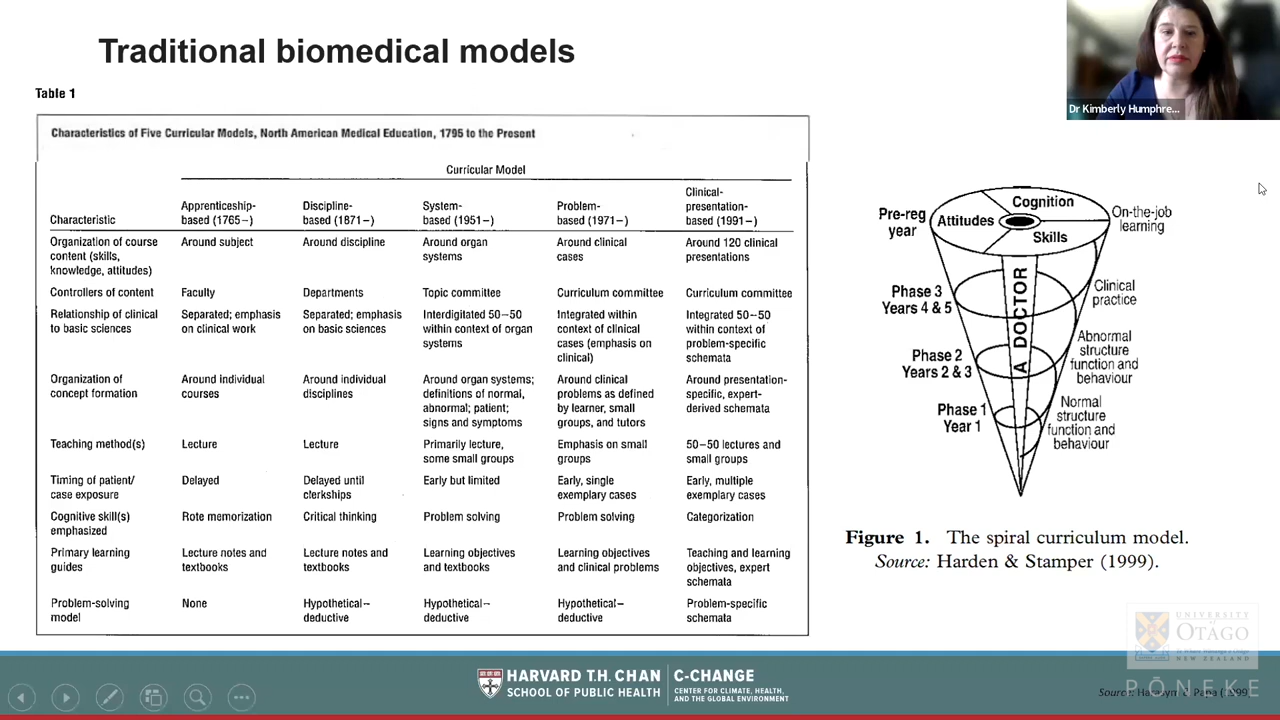 Traditional biomedical models
Dr Kimberly Humphre...
Table 1
Characteristics of Five Curricular Models, North American Medical Education, 1765 to the Present
Curricular Model
Characteristic
Apprenticeship-
based (1765–)
Discipline-
based (1871–)
System-
based (1951–)
Problem-
based (1971–)
Clinical-
presentation-
based (1991–)
Organization of course
content (skills,
knowledge, attitudes)
Around subject
Around discipline
Around organ
systems
Around clinical
cases
Around 120 clinical
presentations
Controllers of content
Faculty
Departments
Topic committee
Curriculum committee
Curriculum committee
Relationship of clinical
to basic sciences
Separated; emphasis
on clinical work
Separated; emphasis
on basic sciences
Interdigitated 50–50
within context of organ
systems
Integrated within
context of clinical
cases (emphasis on
clinical)
Integrated 50–50
within context of
problem-specific
schemata
Organization of
concept formation
Around individual
courses
Around individual
disciplines
Around organ systems;
definitions of normal,
abnormal; patient;
signs and symptoms
Around clinical
problems as defined
by learner, small
groups, and tutors
Around presentation-
specific, expert-
derived schemata
Teaching method(s)
Lecture
Lecture
Primarily lecture,
some small groups
Emphasis on small
groups
50–50 lectures and
small groups
Timing of patient/
case exposure
Delayed
Delayed until
clerkships
Early but limited
Early, single
exemplary cases
Early, multiple
exemplary cases
Cognitive skill(s)
emphasized
Rote memorization
Critical thinking
Problem solving
Problem solving
Categorization
Primary learning
guides
Lecture notes and
textbooks
Lecture notes and
textbooks
Learning objectives
and textbooks
Learning objectives
and clinical problems
Teaching and learning
objectives, expert
schemata
Problem-solving
model
None
Hypothetical–
deductive
Hypothetical–
deductive
Hypothetical–
deductive
Problem-specific
schemata
Pre-reg
year
Attitudes
Cognition
Skills
On-the-job
learning
A DOCTOR
Phase 3
Years 4 & 5
Clinical
practice
Phase 2
Years 2 & 3
Abnormal
structure
function and
behaviour
Phase 1
Year 1
Normal
structure
function and
behaviour
Figure 1. The spiral curriculum model.
Source: Harden & Stamper (1999).
UNIVERSITY
of
OTAGO
NEW ZEALAND
PŌNEKE
HARVARD T.H. CHAN
SCHOOL OF PUBLIC HEALTH
C-CHANGE
CENTER FOR CLIMATE, HEALTH,
AND THE GLOBAL ENVIRONMENT
Source: